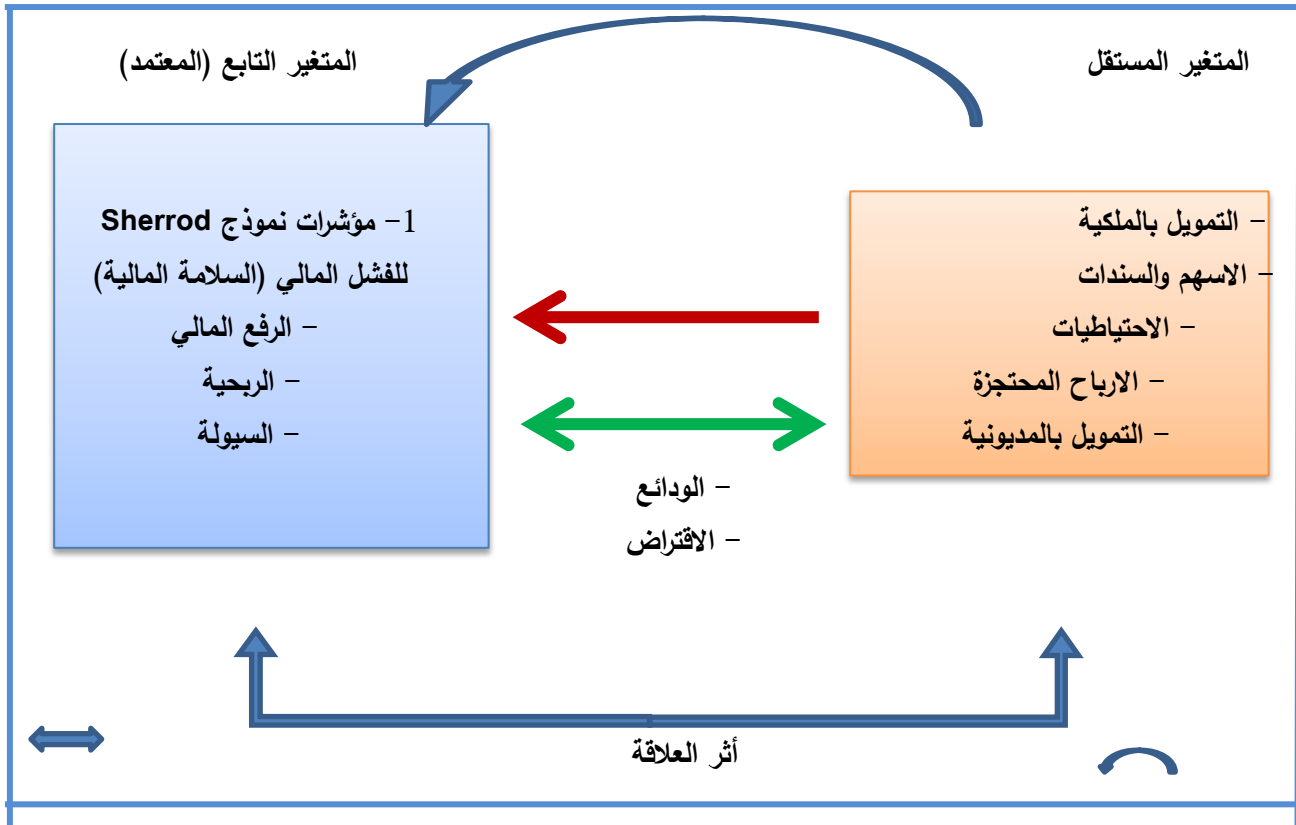 المتغير المستقل
المتغير التابع (المعتمد)
- التمويل بالملكية
- الاسهم والسندات
- الاحتياطيات
- الارباح المحتجزة
- التمويل بالمديونية
1- مؤشرات نموذج Sherrod
للفشل المالي (السلامة المالية)
- الرفع المالي
- الربحية
- السيولة
- الودائع
- الاقتراض
أثر العلاقة